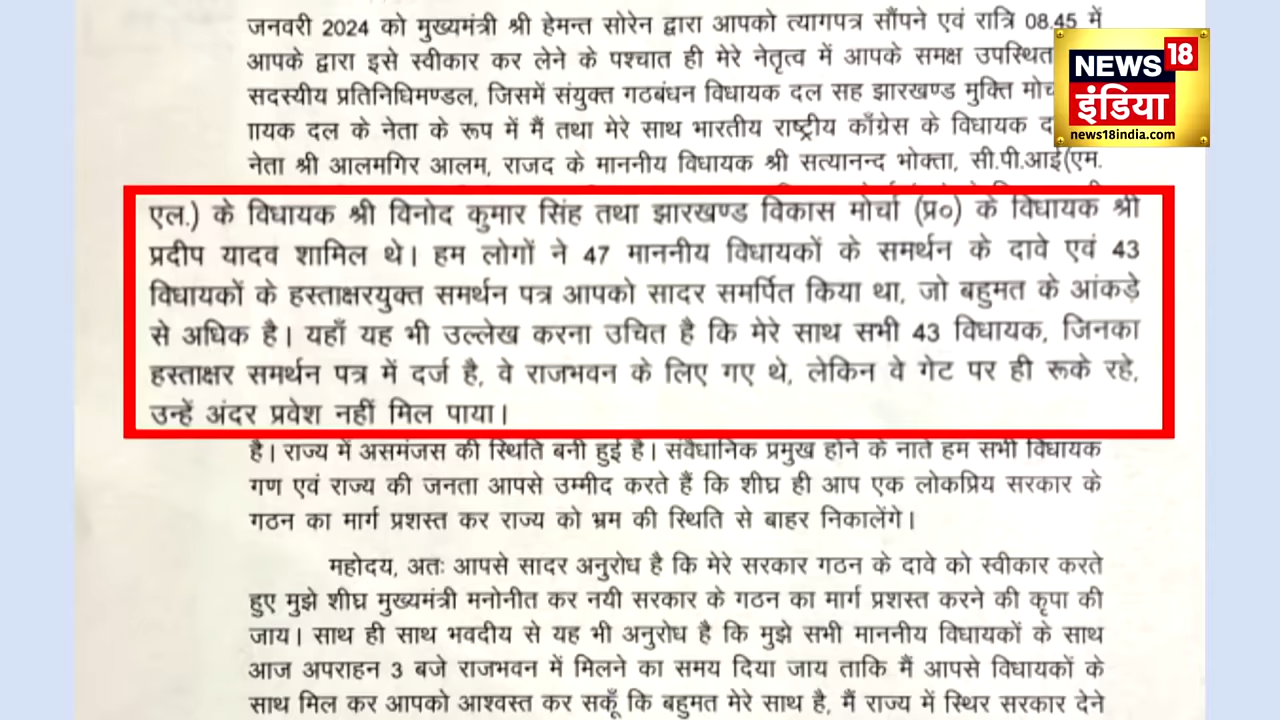 जनवरी 2024 को मुख्यमंत्री श्री हेमन्त सोरेन द्वारा आपको त्यागपत्र सौंपने एवं रात्रि 08.45 में
आपके द्वारा इसे स्वीकार कर लेने के पश्चात ही मेरे नेतृत्व में आपके समक्ष उपस्थित
सदस्यीय प्रतिनिधिमण्डल, जिसमें संयुक्त गठबंधन विधायक दल सह झारखण्ड मुक्ति
दल के नेता के रूप में मैं तथा मेरे साथ भारतीय राष्ट्रीय काँग्रेस के विधायक
नेता श्री आलमगिर आलम, राजद के माननीय विधायक श्री सत्यानन्द भोक्ता, सी.पी.आई(एम.
एल.) के विधायक श्री विनोद कुमार सिंह तथा झारखण्ड विकास मोर्चा (प्र०) के विधायक श्री
प्रदीप यादव शामिल थे। हम लोगों ने 47 माननीय विधायकों के समर्थन के दावे एवं 43
विधायकों के हस्ताक्षरयुक्त समर्थन पत्र आपको सादर समर्पित किया था, जो बहुमत के आंकड़े
से अधिक है। यहाँ यह भी उल्लेख करना उचित है कि मेरे साथ सभी 43 विधायक, जिनका
हस्ताक्षर समर्थन पत्र में दर्ज है, वे राजभवन के लिए गए थे, लेकिन वे गेट पर ही रूके रहे,
उन्हें अंदर प्रवेश नहीं मिल पाया।
है। राज्य में असमंजस की स्थिति बनी हुई है। संवैधानिक प्रमुख होने के नाते हम सभी विधायक
गण एवं राज्य की जनता आपसे उम्मीद करते हैं कि शीघ्र ही आप एक लोकप्रिय सरकार के
गठन का मार्ग प्रशस्त कर राज्य को भ्रम की स्थिति से बाहर निकालेंगे।
महोदय, अतः आपसे सादर अनुरोध है कि मेरे सरकार गठन के दावे को स्वीकार करते
हुए मुझे शीघ्र मुख्यमंत्री मनोनीत कर नयी सरकार के गठन का मार्ग प्रशस्त करने की कृपा की
जाय। साथ ही साथ भवदीय से यह भी अनुरोध है कि मुझे सभी माननीय विधायकों के साथ
आज अपराहन 3 बजे राजभवन में मिलने का समय दिया जाय ताकि मैं आपसे विधायकों के
साथ मिल कर आपको आश्वस्त कर सकूँ कि बहुमत मेरे साथ है, मैं राज्य में स्थिर सरकार देने
NEWS 18
इंडिया
news18india.com